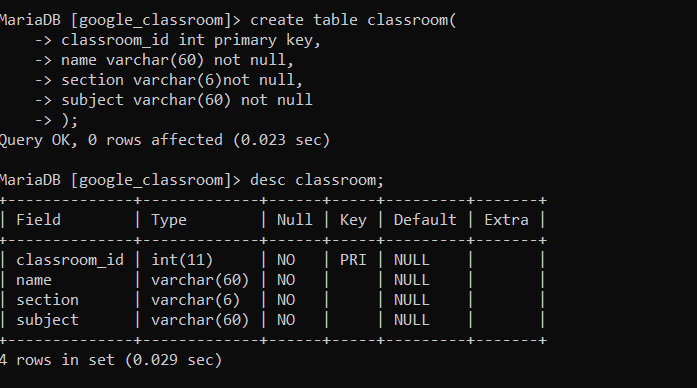 MariaDB [google_classroom]> create table classroom(
    -> classroom_id int primary key,
    -> name varchar(60) not null,
    -> section varchar(6)not null,
    -> subject varchar(60) not null
    -> );
Query OK, 0 rows affected (0.023 sec)
MariaDB [google_classroom]> desc classroom;
+--------------+-------------+------+-----+---------+-------+
| Field        | Type        | Null | Key | Default | Extra |
+--------------+-------------+------+-----+---------+-------+
| classroom_id | int(11)     | NO   | PRI | NULL    |       |
| name         | varchar(60) | NO   |     | NULL    |       |
| section      | varchar(6)  | NO   |     | NULL    |       |
| subject      | varchar(60) | NO   |     | NULL    |       |
+--------------+-------------+------+-----+---------+-------+
4 rows in set (0.029 sec)